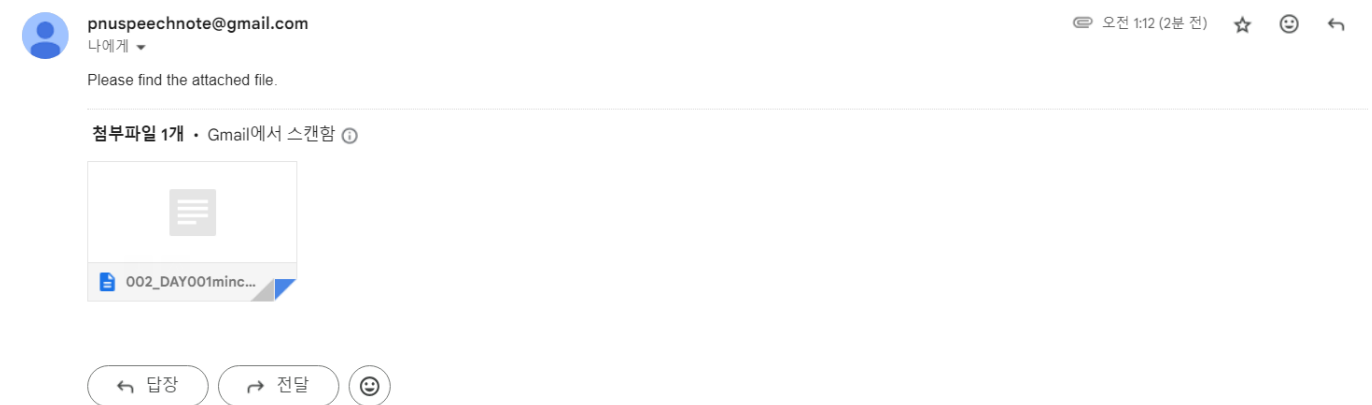 pnuspeechnote@gmail.com
오전 1:12 (2분 전)
나에게
Please find the attached file.
첨부파일 1개 • Gmail에서 스캔함
002_DAY001minc...
답장
전달